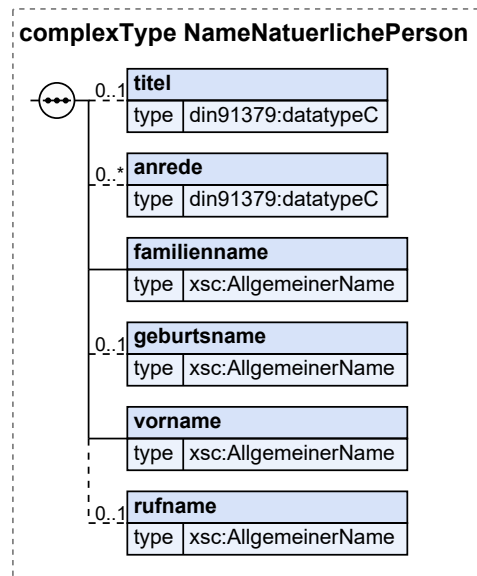 complexType NameNatuerlichePerson
0..1 titel
type din91379:datatypeC
0..* anrede
type din91379:datatypeC
familienname
type xsc:AllgemeinerName
0..1 geburtsname
type xsc:AllgemeinerName
vorname
type xsc:AllgemeinerName
0..1 rufname
type xsc:AllgemeinerName